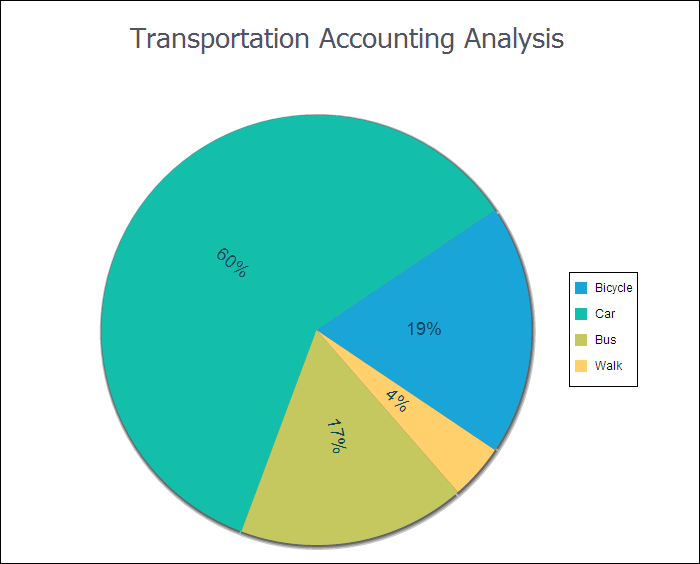 Transportation Accounting Analysis
60%
19%
4%
17%
Bicycle
Car
Bus
Walk